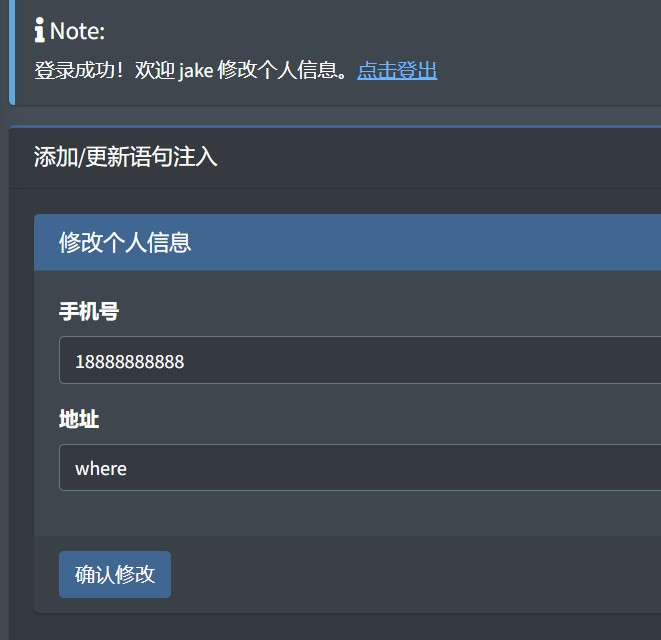 Note:
登录成功！欢迎 jake 修改个人信息。点击登出
添加/更新语句注入
修改个人信息
手机号
18888888888
地址
where
确认修改